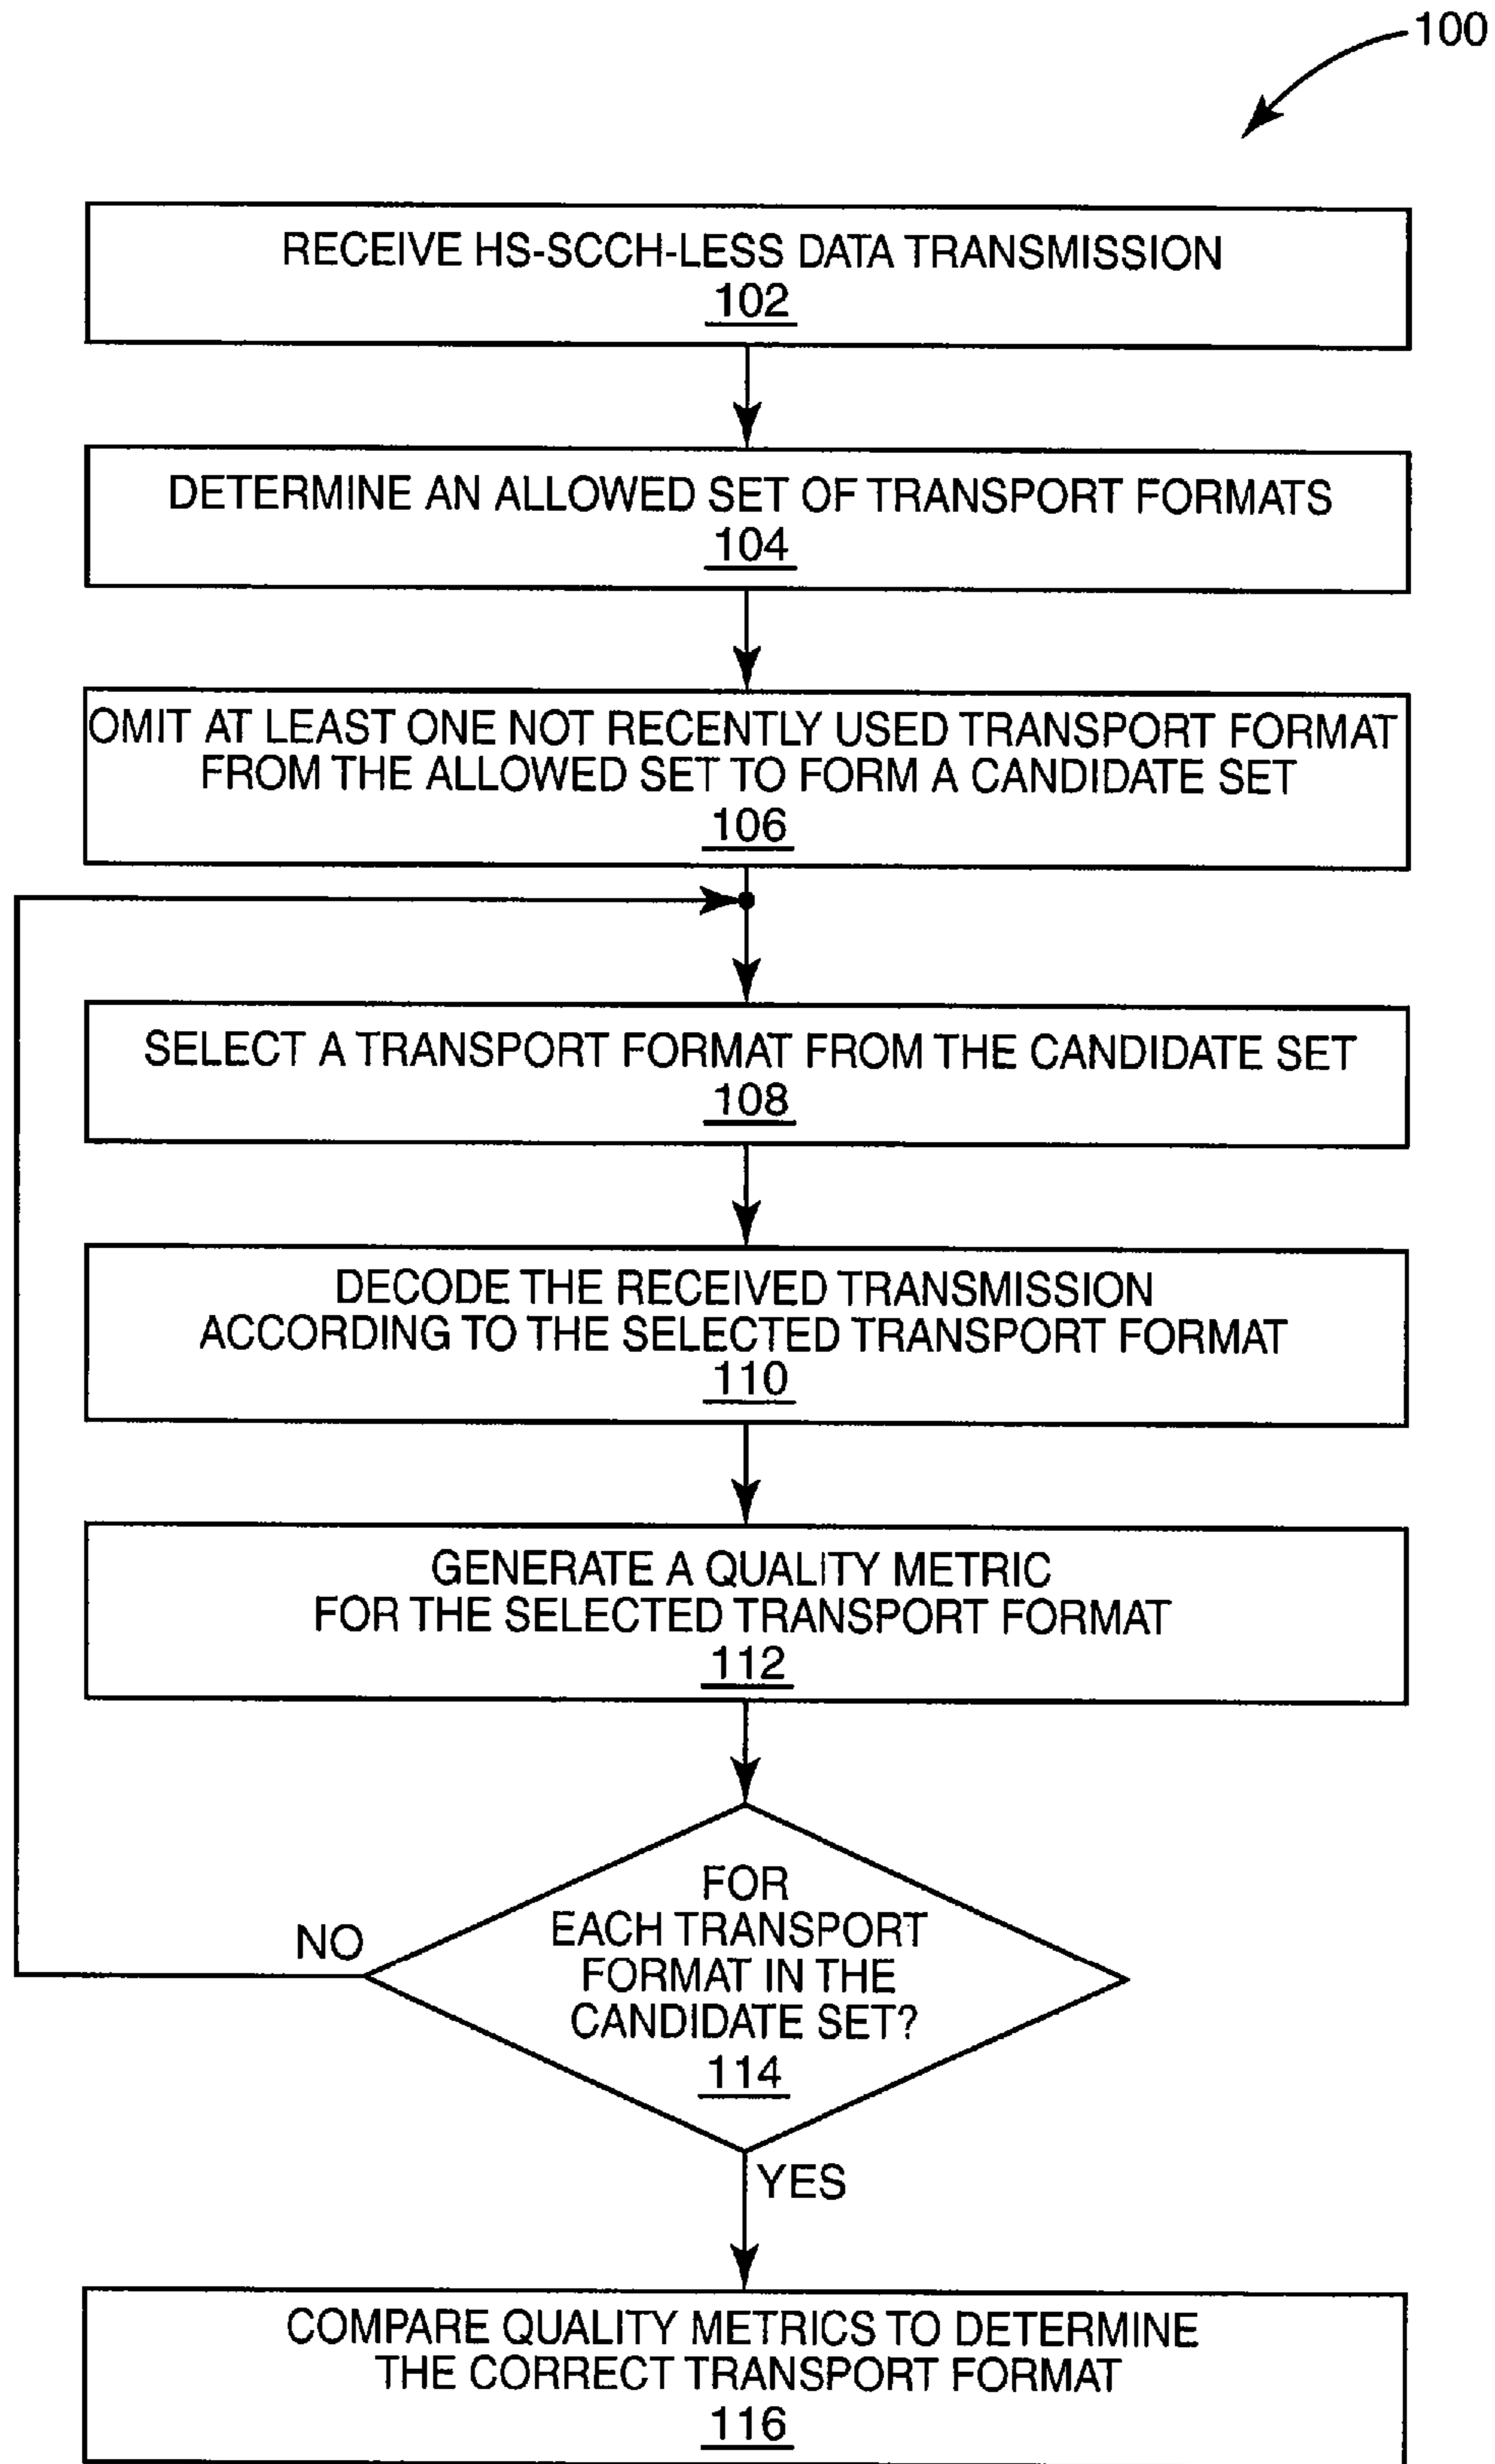 100
RECEIVE HS-SCCH-LESS DATA TRANSMISSION
102
DETERMINE AN ALLOWED SET OF TRANSPORT FORMATS
104
OMIT AT LEAST ONE NOT RECENTLY USED TRANSPORT FORMAT
FROM THE ALLOWED SET TO FORM A CANDIDATE SET
106
SELECT A TRANSPORT FORMAT FROM THE CANDIDATE SET
108
DECODE THE RECEIVED TRANSMISSION
ACCORDING TO THE SELECTED TRANSPORT FORMAT
110
GENERATE A QUALITY METRIC
FOR THE SELECTED TRANSPORT FORMAT
112
FOR
EACH TRANSPORT
FORMAT IN THE
CANDIDATE SET?
114
NO
YES
COMPARE QUALITY METRICS TO DETERMINE
THE CORRECT TRANSPORT FORMAT
116